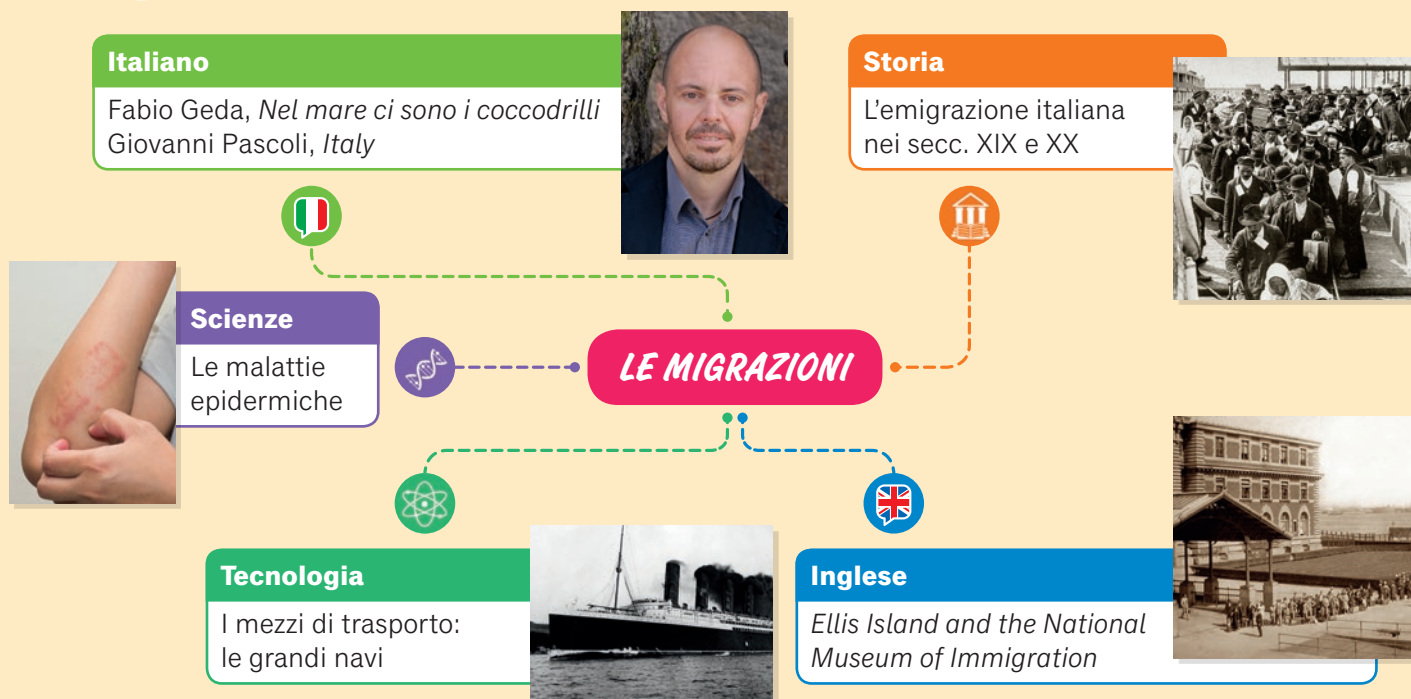 Italiano
Fabio Geda, Nel mare ci sono i coccodrilli
Giovanni Pascoli, Italy
Storia
L'emigrazione italiana
nei secc. XIX e XX
Scienze
Le malattie
epidermiche
LE MIGRAZIONI
Tecnologia
I mezzi di trasporto:
le grandi navi
Inglese
Ellis Island and the National
Museum of Immigration